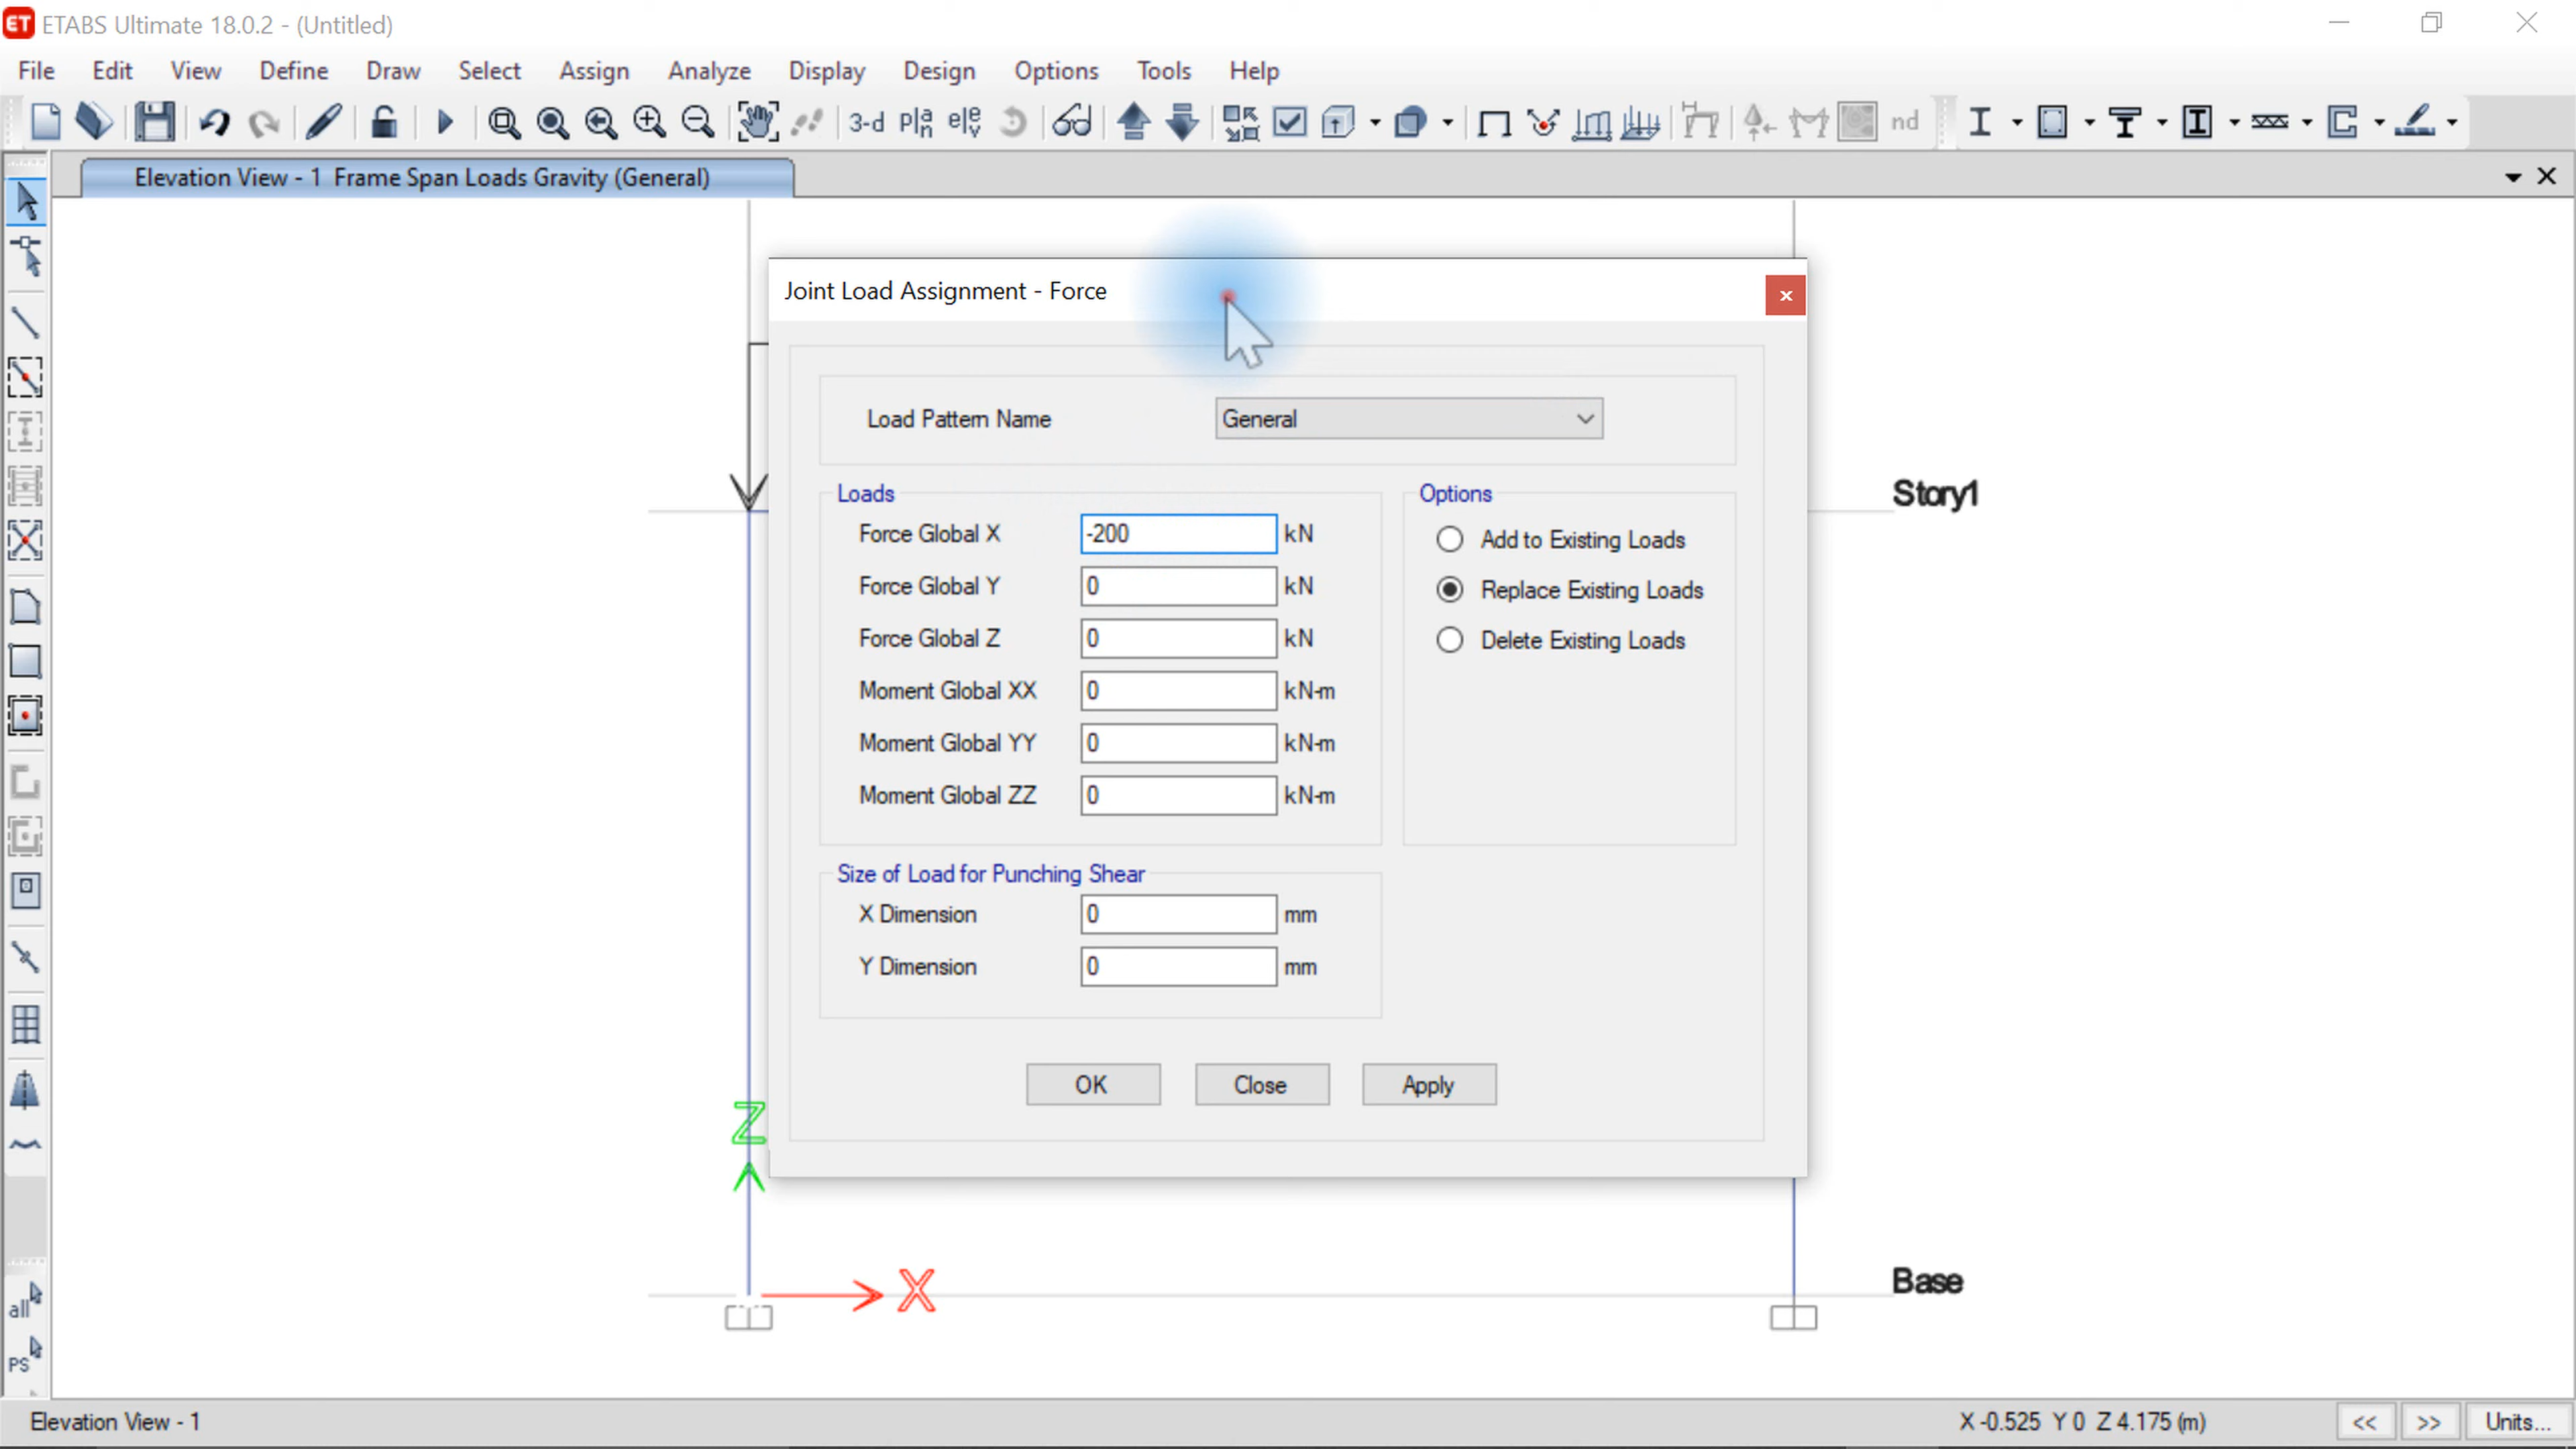 ET ETABS Ultimate 18.0.2 - (Untitled)
File Edit View Define Draw Select Assign Analyze Display Design Options Tools Help
3-d pla n ele v nd
Elevation View - 1 Frame Span Loads Gravity (General)
Joint Load Assignment - Force
Load Pattern Name General
Loads Options
Force Global X -200 kN Add to Existing Loads
Force Global Y 0 kN Replace Existing Loads
Force Global Z 0 kN Delete Existing Loads
Moment Global XX 0 kN-m
Moment Global YY 0 kN-m
Moment Global ZZ 0 kN-m
Size of Load for Punching Shear
X Dimension 0 mm
Y Dimension 0 mm
OK Close Apply
Story1
Z
X
Base
all
PS
Elevation View - 1 X -0.525 Y 0 Z 4.175 (m) << >> Units...